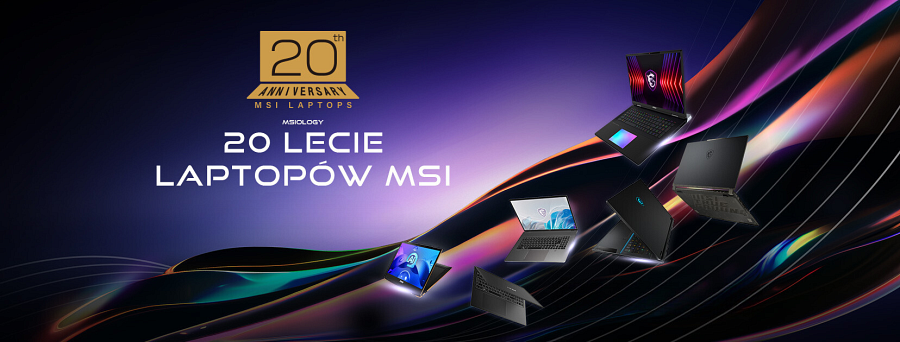 20th
ANNIVERSARY
MSI LAPTOPS
MSIOLOGY
20 LECIE
LAPTOPÓW MSI